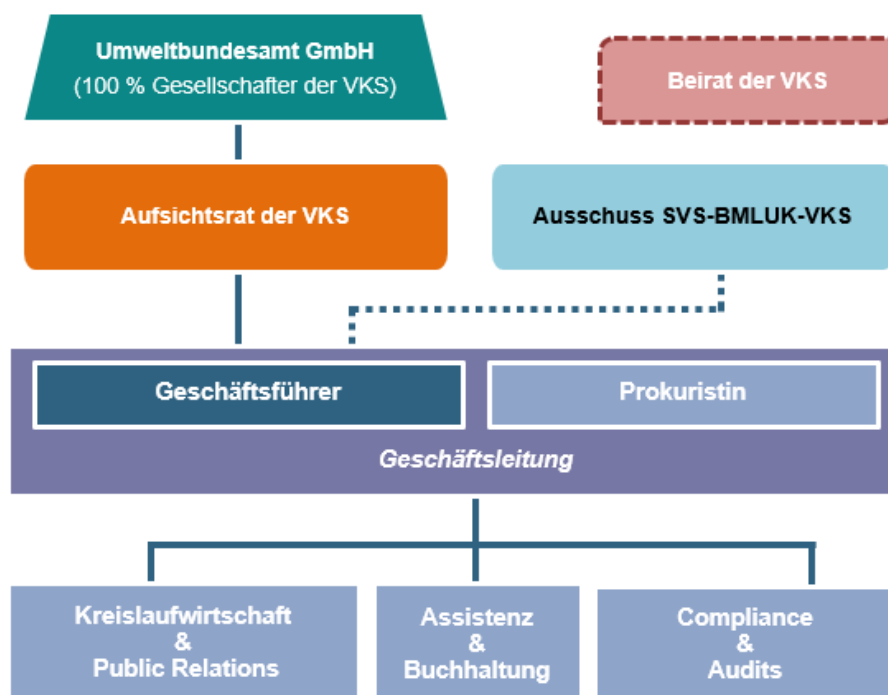 Umweltbundesamt GmbH
(100 % Gesellschafter der VKS)
Beirat der VKS
Aufsichtsrat der VKS
Ausschuss SVS-BMLUK-VKS
Geschäftsführer
Prokuristin
Geschäftsleitung
Kreislaufwirtschaft
&
Public Relations
Assistenz
&
Buchhaltung
Compliance
&
Audits